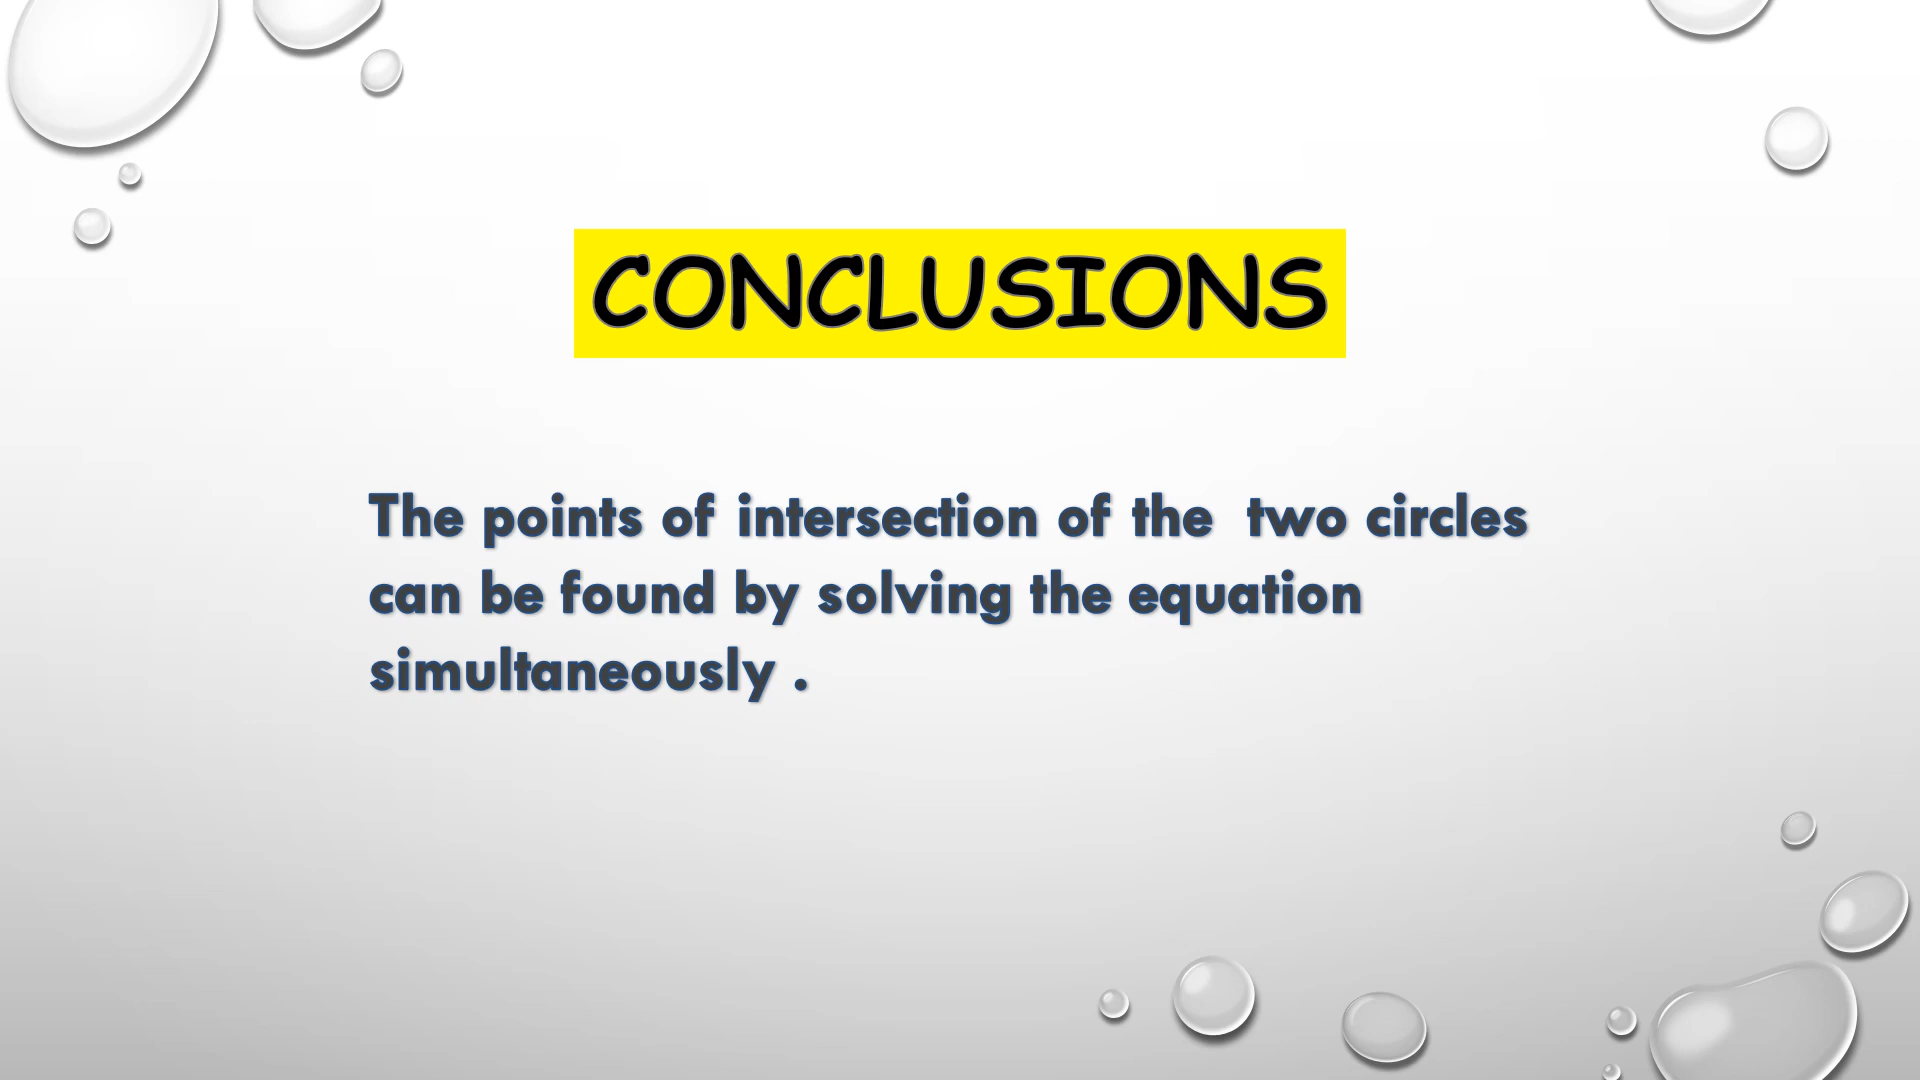 CONCLUSIONS
The points of intersection of the two circles
can be found by solving the equation
simultaneously .